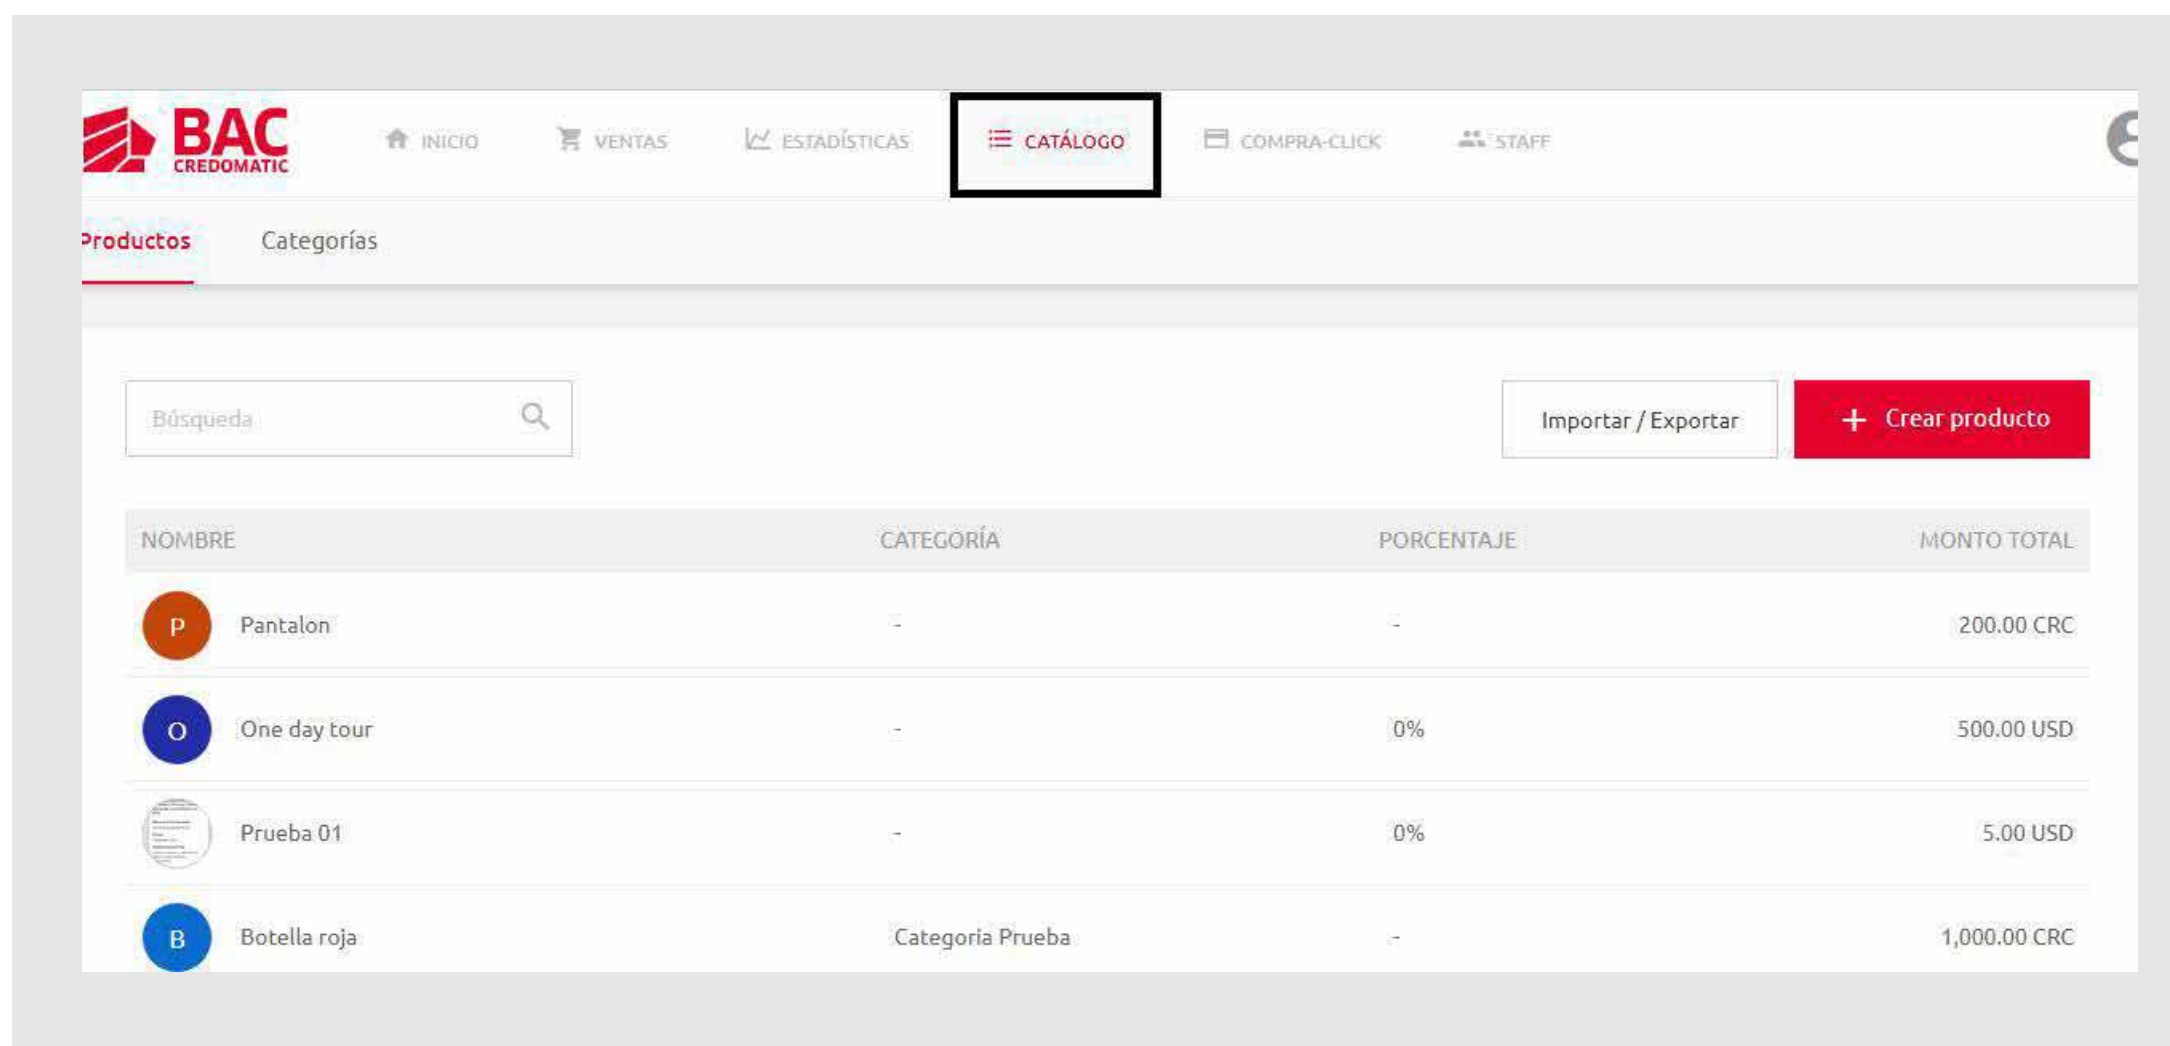 BAC
CREDOMATIC
INICIO
VENTAS
ESTADÍSTICAS
CATÁLOGO
COMPRA-CLICK
STAFF
Productos
Categorías
Búsqueda
Importar / Exportar
+ Crear producto
NOMBRE CATEGORÍA PORCENTAJE MONTO TOTAL
P Pantalon - - 200.00 CRC
O One day tour - 0% 500.00 USD
Prueba 01 - 0% 5.00 USD
B Botella roja Categoria Prueba - 1,000.00 CRC